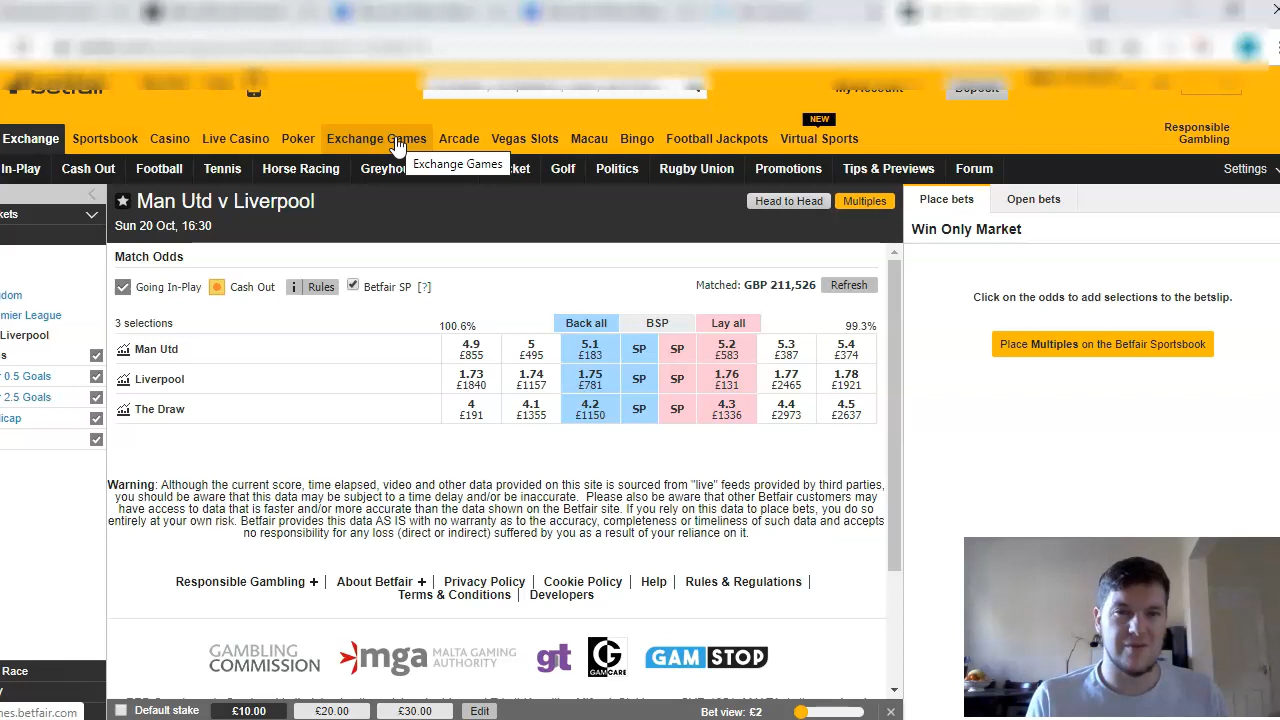 betfair
My Account
Deposit
NEW
Exchange Sportsbook Casino Live Casino Poker Exchange Games Arcade Vegas Slots Macau Bingo Football Jackpots Virtual Sports
Responsible
Gambling
Exchange Games
In-Play Cash Out Football Tennis Horse Racing Greyhou ket Golf Politics Rugby Union Promotions Tips & Previews Forum Settings
kets
Man Utd v Liverpool
Head to Head Multiples
Sun 20 Oct, 16:30
Place bets Open bets
Win Only Market
Match Odds
Going In-Play Cash Out i Rules Betfair SP [?]
Matched: GBP 211,526 Refresh
Click on the odds to add selections to the betslip.
Place Multiples on the Betfair Sportsbook
3 selections 100.6% Back all BSP Lay all 99.3%
Man Utd 4.9 5 5.1 SP SP 5.2 5.3 5.4
£855 £495 £183 £583 £387 £374
Liverpool 1.73 1.74 1.75 SP SP 1.76 1.77 1.78
£1840 £1157 £781 £131 £2465 £1921
The Draw 4 4.1 4.2 SP SP 4.3 4.4 4.5
£191 £1355 £1150 £1336 £2973 £2637
dom
mier League
Liverpool
s
r 0.5 Goals
r 2.5 Goals
dicap
Warning: Although the current score, time elapsed, video and other data provided on this site is sourced from "live" feeds provided by third parties,
you should be aware that this data may be subject to a time delay and/or be inaccurate. Please also be aware that other Betfair customers may
have access to data that is faster and/or more accurate than the data shown on the Betfair site. If you rely on this data to place bets, you do so
entirely at your own risk. Betfair provides this data AS IS with no warranty as to the accuracy, completeness or timeliness of such data and accepts
no responsibility for any loss (direct or indirect) suffered by you as a result of your reliance on it.
Responsible Gambling + About Betfair + Privacy Policy Cookie Policy Help Rules & Regulations
Terms & Conditions Developers
GAMBLING
COMMISSION
mga MALTA GAMING
AUTHORITY
gt
GAMCARE
GAMSTOP
Race
nes.betfair.com
Default stake £10.00 £20.00 £30.00 Edit
Bet view: £2